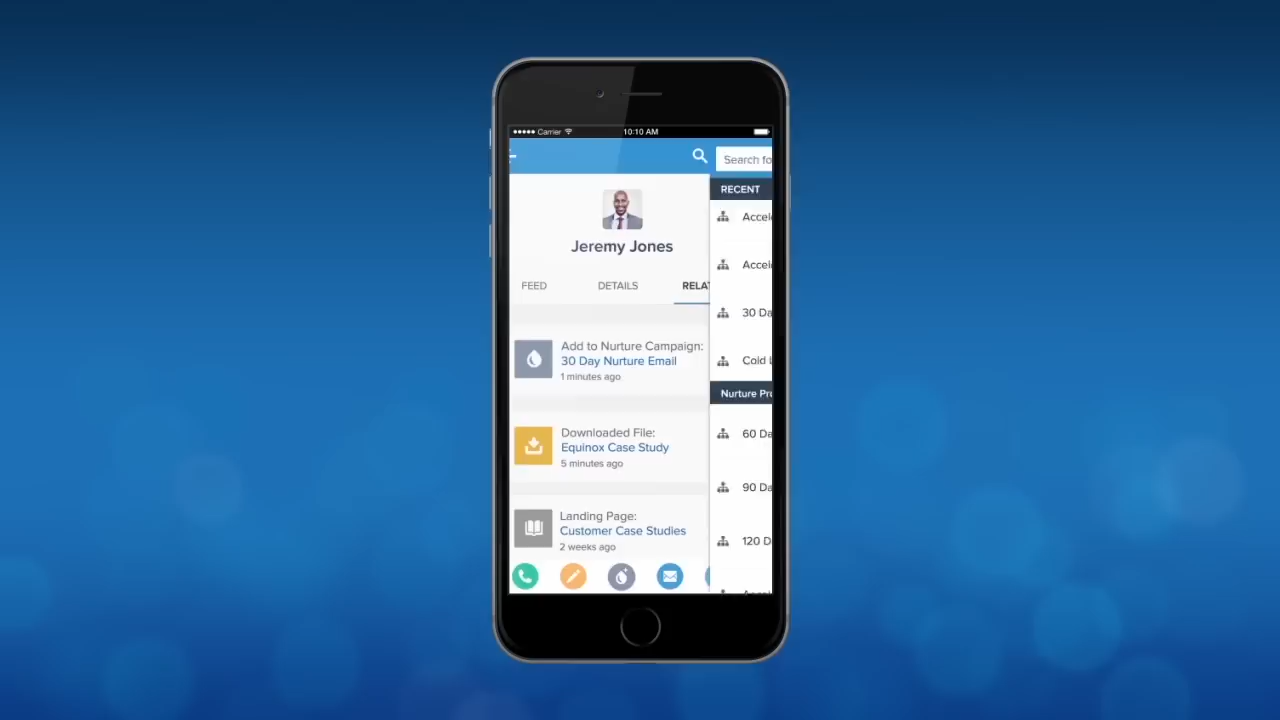 Carrier 10:10 AM
Search fo
Jeremy Jones
FEED DETAILS RELA
Add to Nurture Campaign:
30 Day Nurture Email
1 minutes ago
Downloaded File:
Equinox Case Study
5 minutes ago
Landing Page:
Customer Case Studies
2 weeks ago
RECENT
Accel
Accel
30 Da
Cold L
Nurture Pro
60 Da
90 Da
120 D